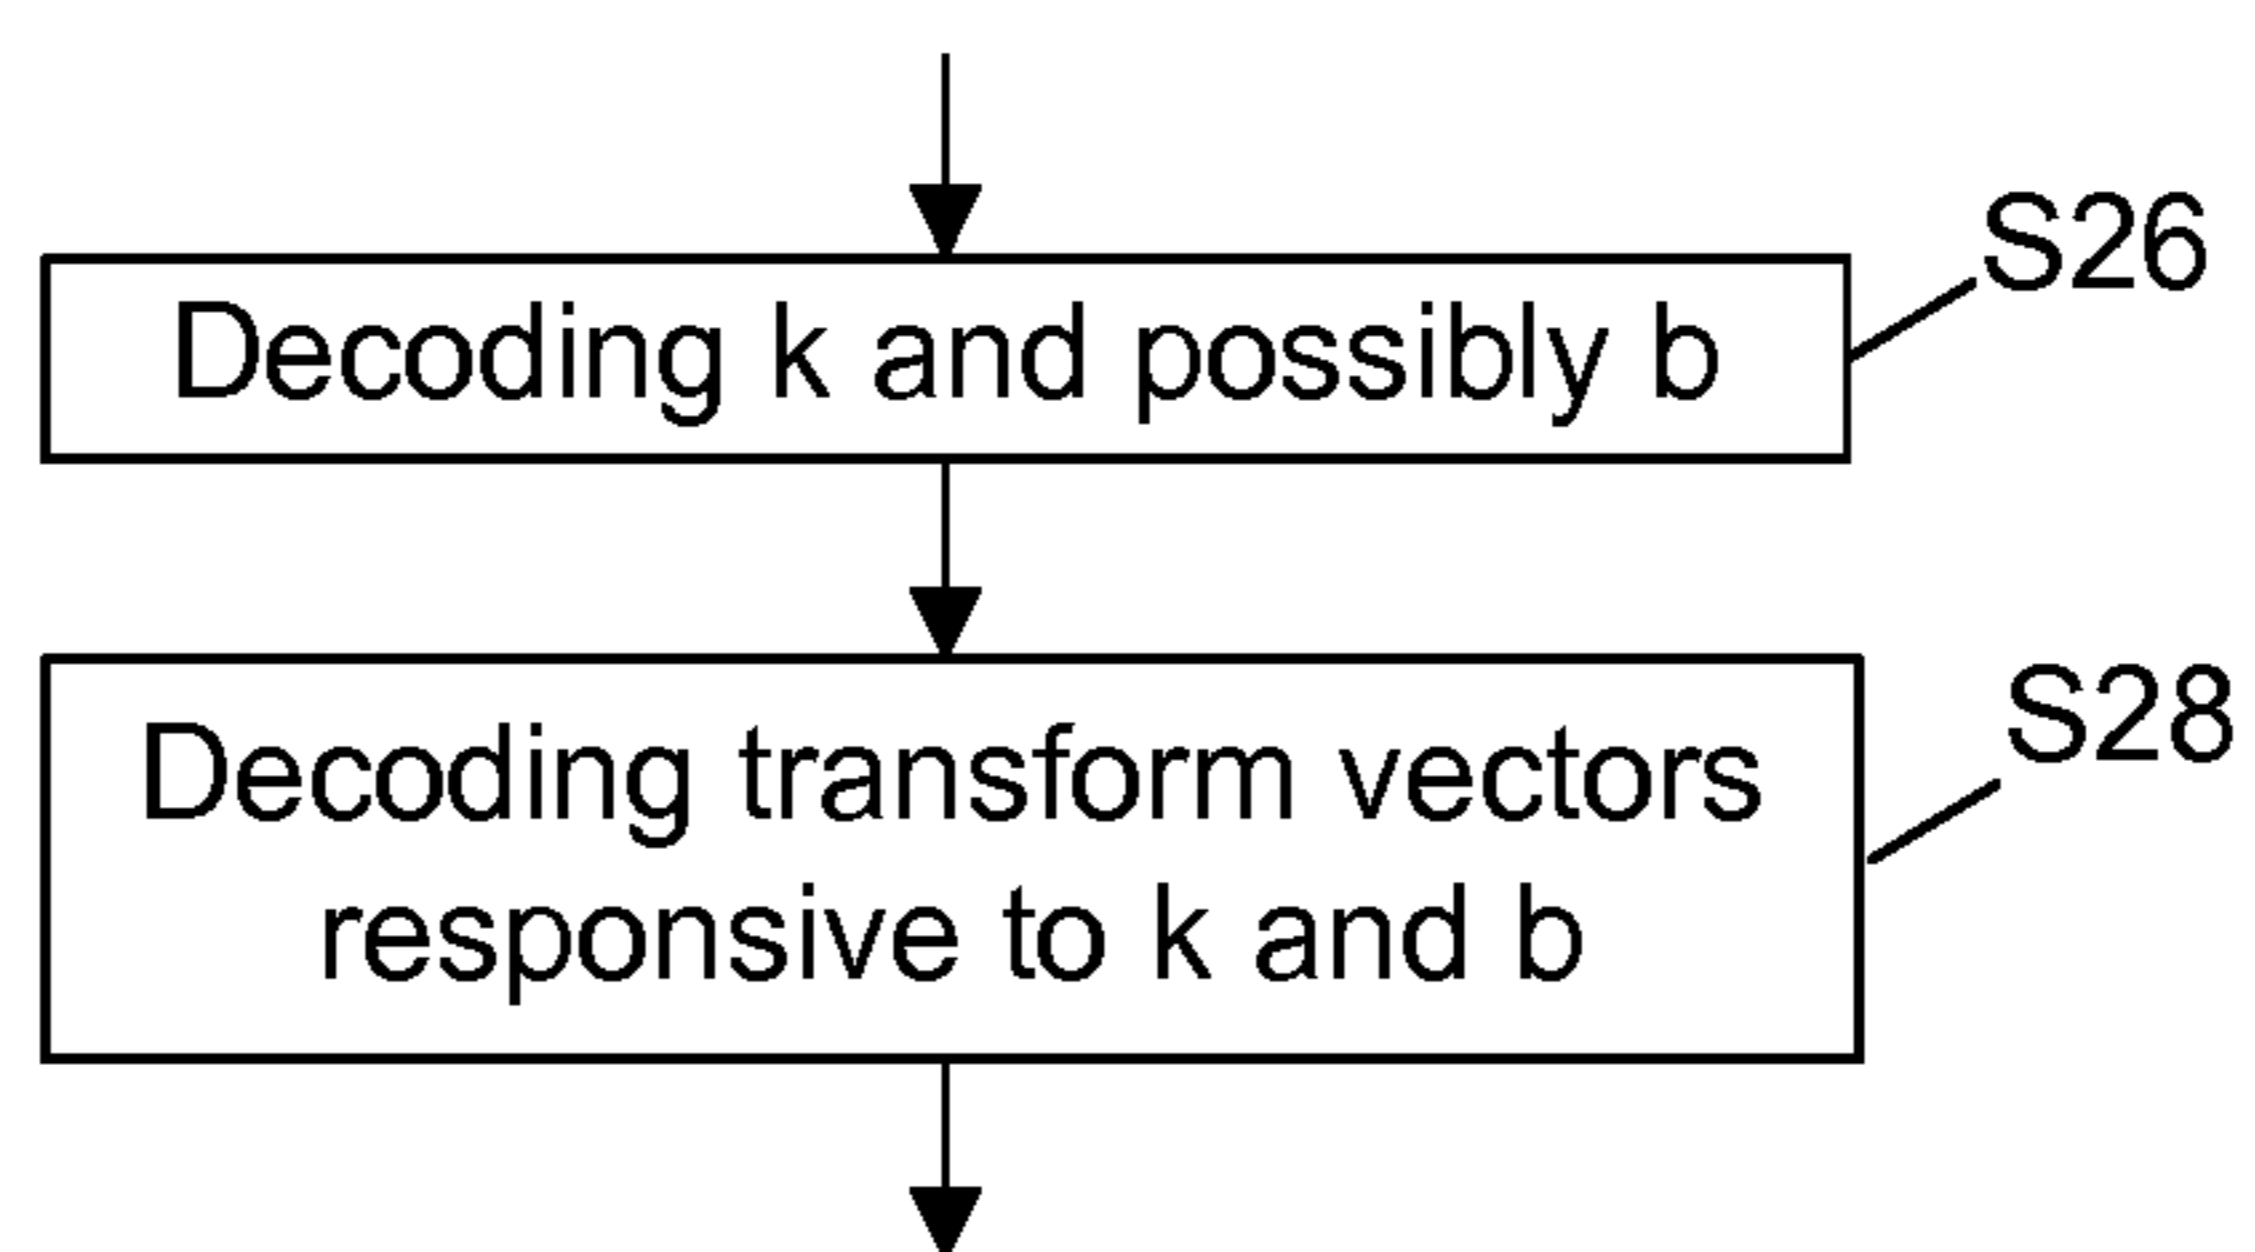 S26
Decoding k and possibly b
S28
Decoding transform vectors
responsive to k and b